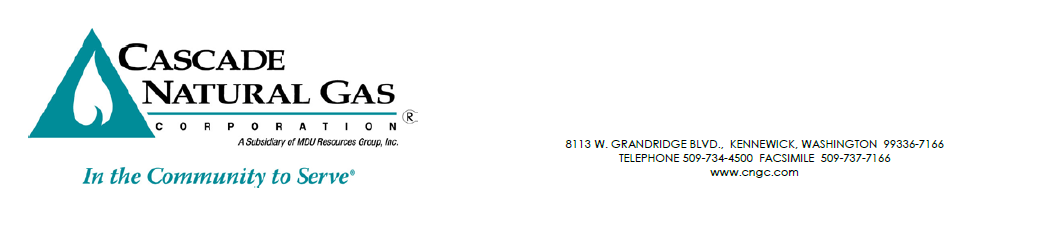 CASCADE
NATURAL GAS
CORPORATION ®
A Subsidiary of MDU Resources Group, Inc.
In the Community to Serve®
8113 W. GRANDRIDGE BLVD., KENNEWICK, WASHINGTON 99336-7166
TELEPHONE 509-734-4500 FACSIMILE 509-737-7166
www.cngc.com